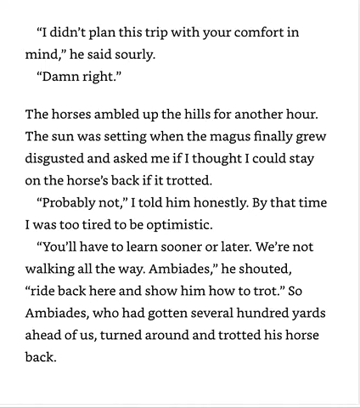 “I didn’t plan this trip with your comfort in
mind,” he said sourly.
“Damn right.”
The horses ambled up the hills for another hour.
The sun was setting when the magus finally grew
disgusted and asked me if I thought I could stay
on the horse’s back if it trotted.
“Probably not,” I told him honestly. By that time
I was too tired to be optimistic.
“You’ll have to learn sooner or later. We’re not
walking all the way. Ambiades,” he shouted,
“ride back here and show him how to trot.” So
Ambiades, who had gotten several hundred yards
ahead of us, turned around and trotted his horse
back.